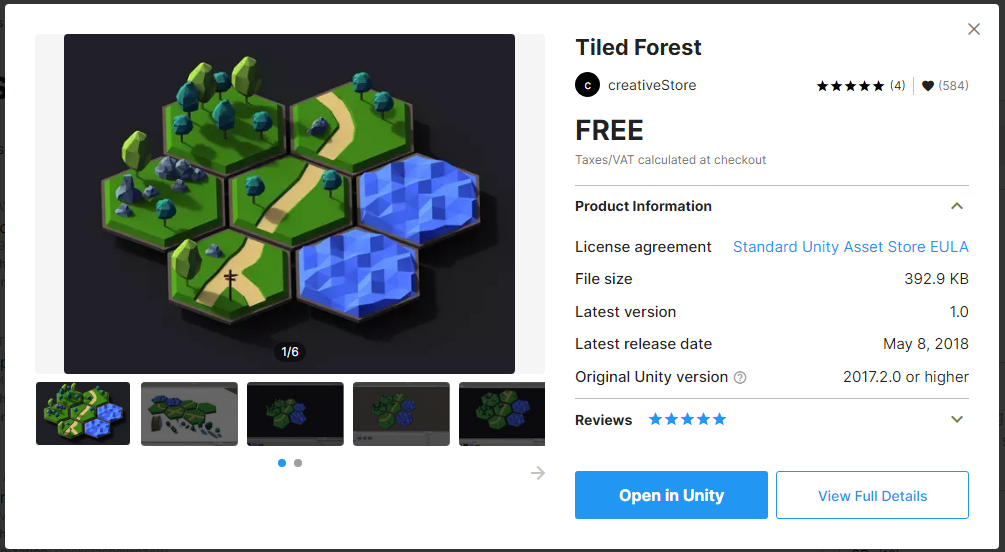 Tiled Forest
c creativeStore (4) (584)
FREE
Taxes/VAT calculated at checkout
Product Information
License agreement Standard Unity Asset Store EULA
File size 392.9 KB
Latest version 1.0
Latest release date May 8, 2018
Original Unity version ? 2017.2.0 or higher
Reviews
1/6
Open in Unity View Full Details